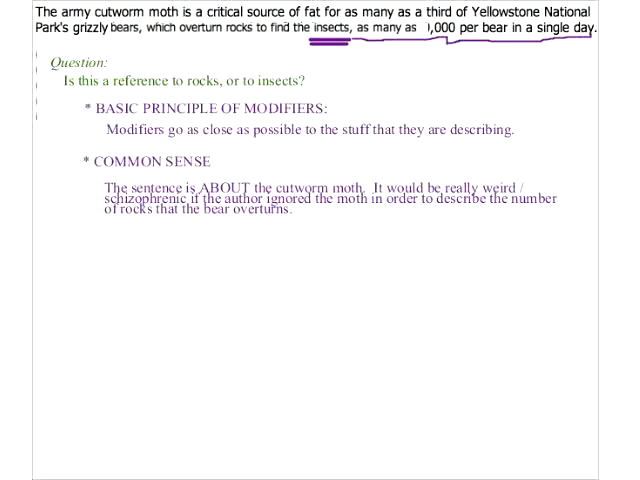 The army cutworm moth is a critical source of fat for as many as a third of Yellowstone National
Park's grizzly bears, which overturn rocks to find the insects, as many as ,000 per bear in a single day.
Question:
Is this a reference to rocks, or to insects?
* BASIC PRINCIPLE OF MODIFIERS:
Modifiers go as close as possible to the stuff that they are describing.
* COMMON SENSE
The sentence is ABOUT the cutworm moth. It would be really weird /
schizophrenic if the author ignored the moth in order to describe the number
of rocks that the bear overturns.